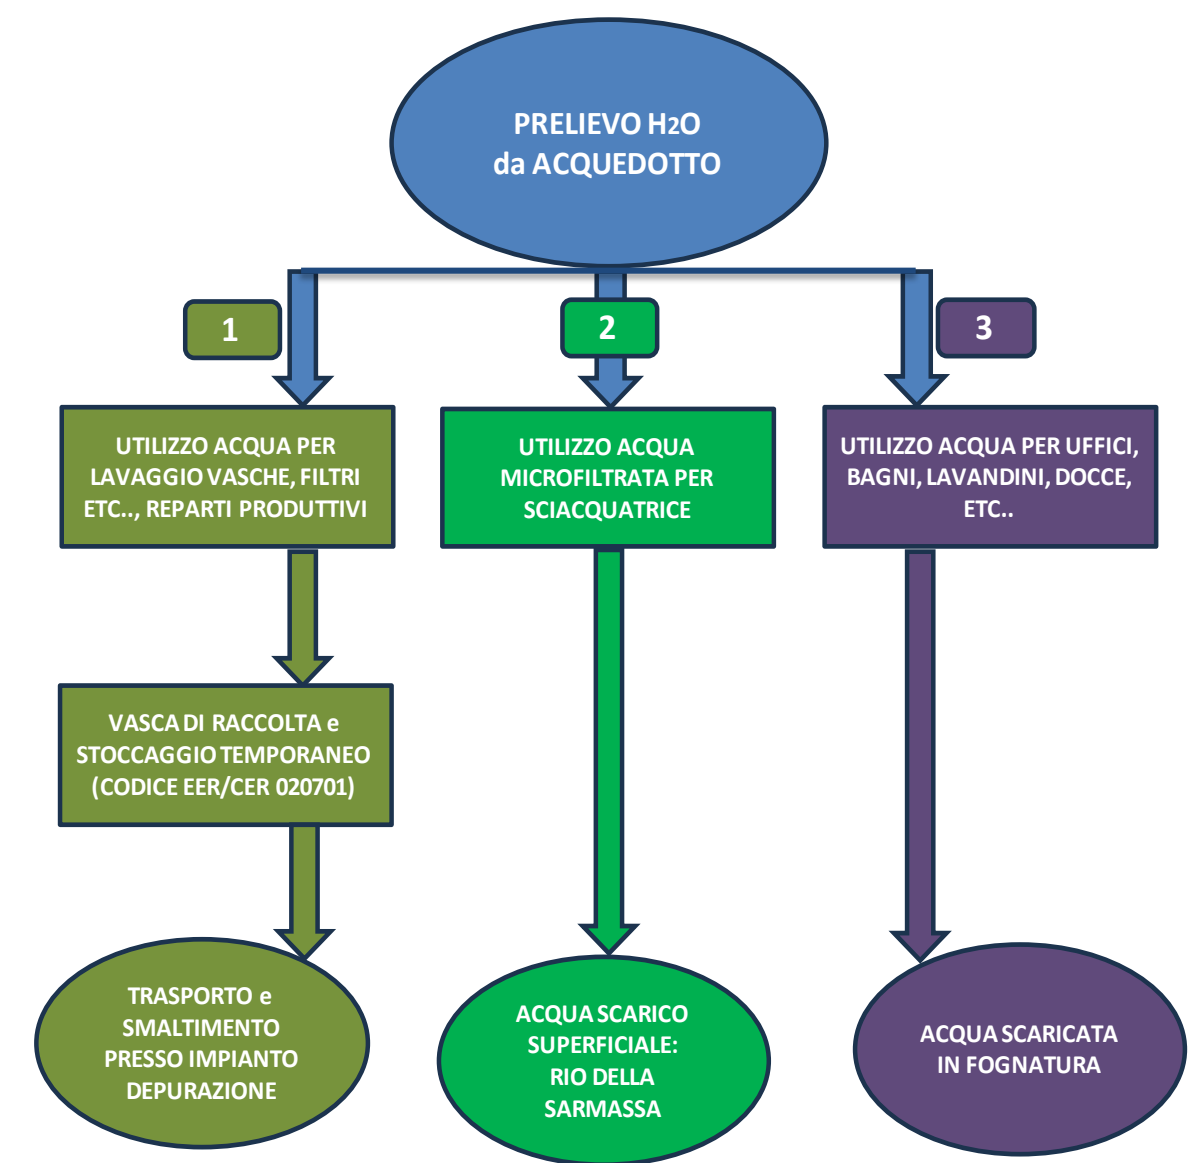 PRELIEVO H2O
da ACQUEDOTTO
1
2
3
UTILIZZO ACQUA PER
LAVAGGIO VASCHE, FILTRI
ETC.., REPARTI PRODUTTIVI
UTILIZZO ACQUA
MICROFILTRATA PER
SCIACQUATRICE
UTILIZZO ACQUA PER UFFICI,
BAGNI, LAVANDINI, DOCCE,
ETC..
VASCA DI RACCOLTA e
STOCCAGGIO TEMPORANEO
(CODICE EER/CER 020701)
TRASPORTO e
SMALTIMENTO
PRESSO IMPIANTO
DEPURAZIONE
ACQUA SCARICO
SUPERFICIALE:
RIO DELLA
SARMASSA
ACQUA SCARICATA
IN FOGNATURA